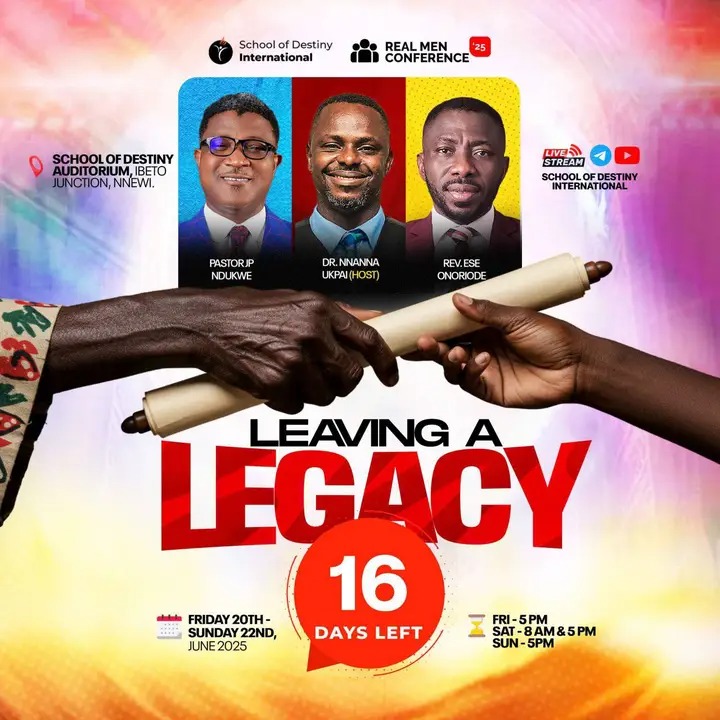 School of Destiny
International
REAL MEN
CONFERENCE
'25
SCHOOL OF DESTINY
AUDITORIUM, IBETO
JUNCTION, NNEWI.
LIVE
STREAM
SCHOOL OF DESTINY
INTERNATIONAL
PASTOR JP
NDUKWE
DR. NNANNA
UKPAI (HOST)
REV. ESE
ONORIODE
LEAVING A
LEGACY
16
DAYS LEFT
FRIDAY 20TH -
SUNDAY 22ND,
JUNE 2025
FRI - 5 PM
SAT - 8 AM & 5 PM
SUN - 5PM